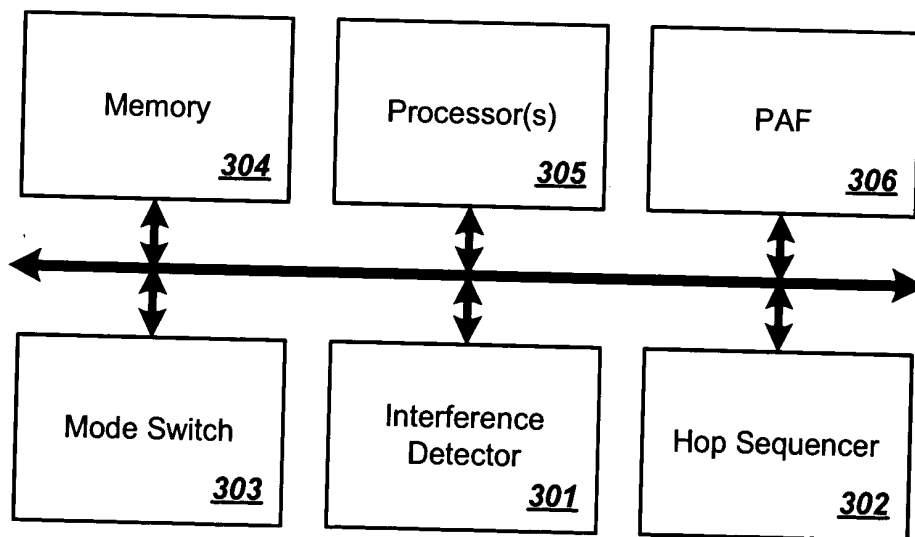 Memory
304
Processor(s)
305
PAF
306
Mode Switch
303
Interference
Detector
301
Hop Sequencer
302